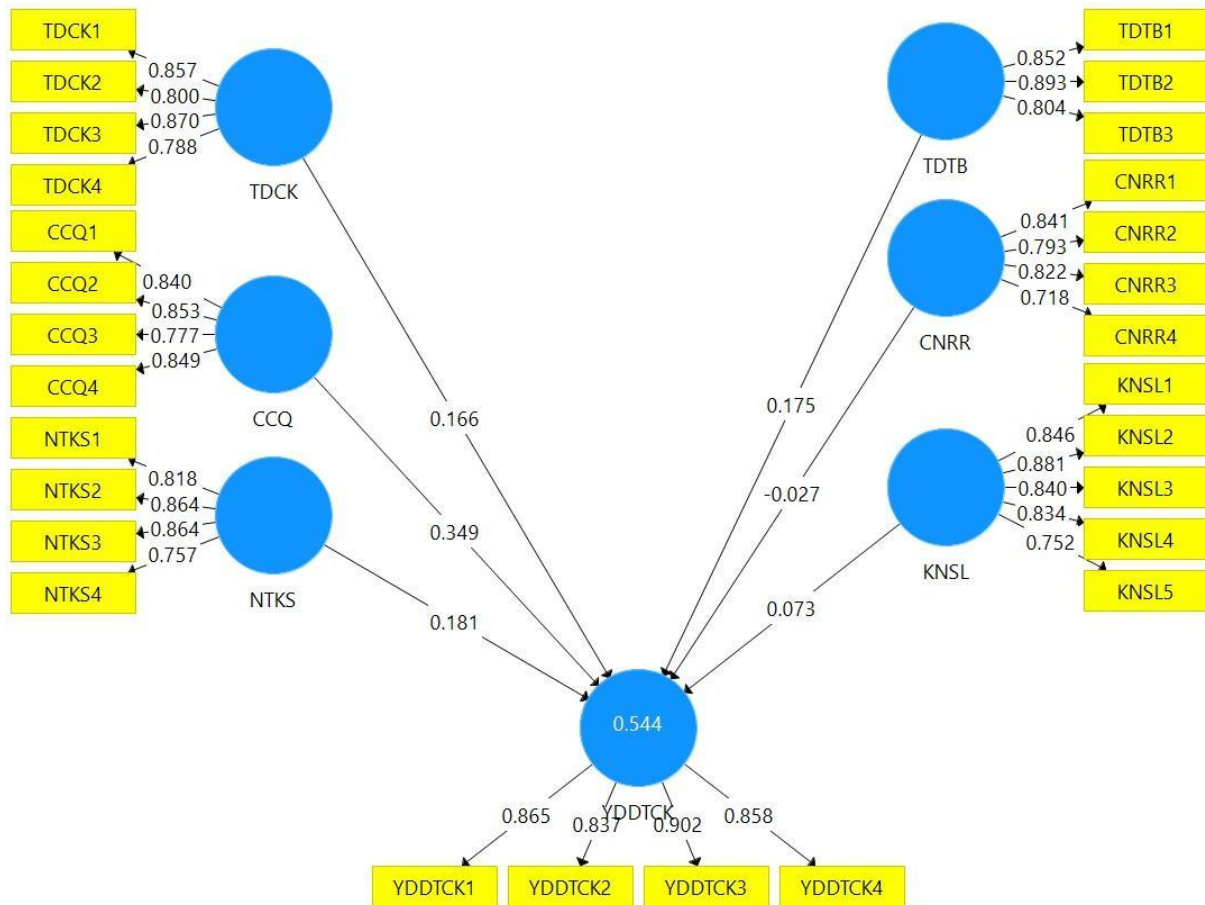 TDCK1
TDCK2
TDCK3
TDCK4
0.857
0.800
0.870
0.788
TDCK
CCQ1
CCQ2
CCQ3
CCQ4
0.840
0.853
0.777
0.849
CCQ
NTKS1
NTKS2
NTKS3
NTKS4
0.818
0.864
0.864
0.757
NTKS
0.166
0.349
0.181
TDTB1
TDTB2
TDTB3
0.852
0.893
0.804
TDTB
CNRR1
CNRR2
CNRR3
CNRR4
0.841
0.793
0.822
0.718
CNRR
KNSL1
KNSL2
KNSL3
KNSL4
KNSL5
0.846
0.881
0.840
0.834
0.752
KNSL
0.175
-0.027
0.073
0.544
YDDTCK
0.865
0.837
0.902
0.858
YDDTCK1
YDDTCK2
YDDTCK3
YDDTCK4